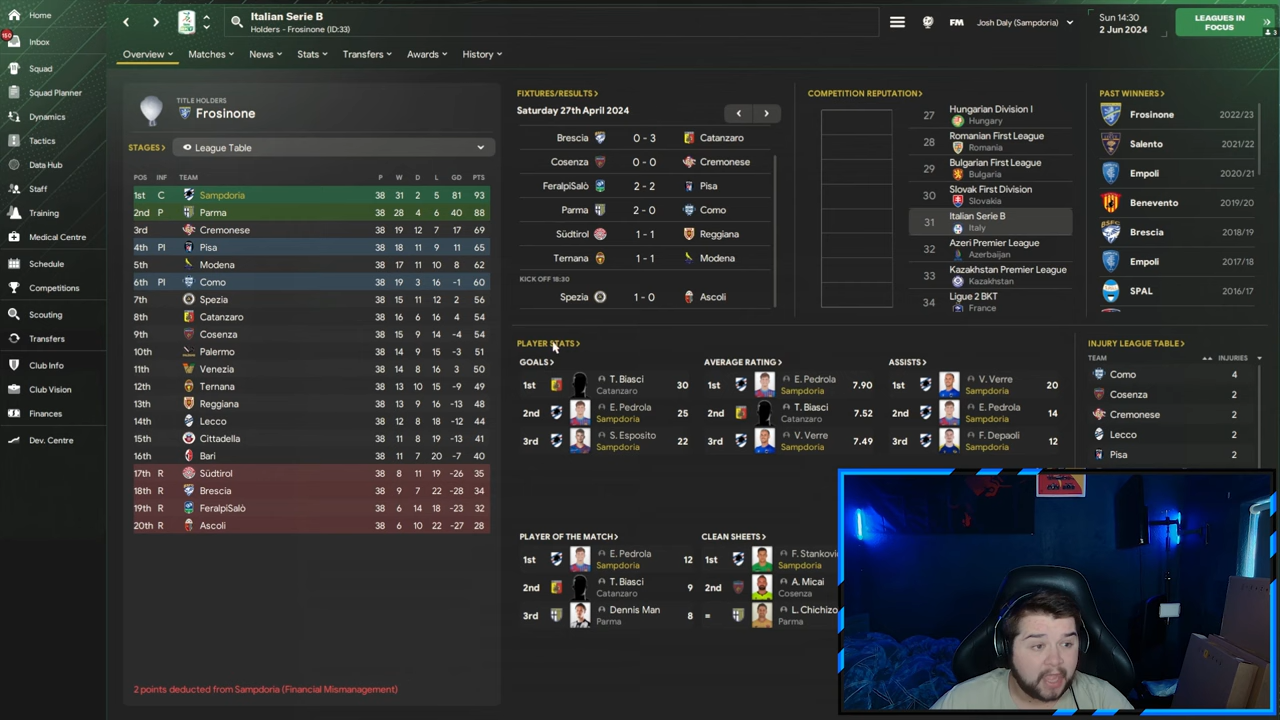 Home
150
Inbox
Squad
Squad Planner
Dynamics
Tactics
Data Hub
Staff
Training
Medical Centre
Schedule
Competitions
Scouting
Transfers
Club Info
Club Vision
Finances
Dev. Centre
Italian Serie B
Holders - Frosinone (ID:33)
FM
Josh Daly (Sampdoria)
Sun 14:30
2 Jun 2024
LEAGUES IN
FOCUS
3
Overview
Matches
News
Stats
Transfers
Awards
History
TITLE HOLDERS
Frosinone
STAGES
League Table
POS INF TEAM P W D L GD PTS
1st C Sampdoria 38 31 2 5 81 93
2nd P Parma 38 28 4 6 40 88
3rd Cremonese 38 19 12 7 17 69
4th Pl Pisa 38 18 11 9 11 65
5th Modena 38 17 11 10 8 62
6th Pl Como 38 19 3 16 -1 60
7th Spezia 38 15 11 12 2 56
8th Catanzaro 38 16 6 16 4 54
9th Cosenza 38 15 9 14 -4 54
10th Palermo 38 14 9 15 -3 51
11th Venezia 38 14 8 16 3 50
12th Ternana 38 11 16 11 -9 49
13th Reggiana 38 13 9 16 -13 48
14th Lecco 38 12 8 18 -12 44
15th Cittadella 38 11 8 19 -13 41
16th Bari 38 11 7 20 -7 40
17th R Südtirol 38 8 11 19 -26 35
18th R Brescia 38 9 7 22 -28 34
19th R FeralpiSalò 38 6 14 18 -23 32
20th R Ascoli 38 6 10 22 -27 28
2 points deducted from Sampdoria (Financial Mismanagement)
FIXTURES/RESULTS
Saturday 27th April 2024
Brescia 0 - 3 Catanzaro
Cosenza 0 - 0 Cremonese
FeralpiSalò 2 - 2 Pisa
Parma 2 - 0 Como
Südtirol 1 - 1 Reggiana
Ternana 1 - 1 Modena
KICK OFF 18:30
Spezia 1 - 0 Ascoli
COMPETITION REPUTATION
27 Hungarian Division I
Hungary
28 Romanian First League
Romania
29 Bulgarian First League
Bulgaria
30 Slovak First Division
Slovakia
31 Italian Serie B
Italy
32 Azeri Premier League
Azerbaijan
33 Kazakhstan Premier League
Kazakhstan
34 Ligue 2 BKT
France
PAST WINNERS
Frosinone 2022/23
Salento 2021/22
Empoli 2020/21
Benevento 2019/20
Brescia 2018/19
Empoli 2017/18
SPAL 2016/17
PLAYER STATS
GOALS
1st T. Biasci 30
Catanzaro
2nd E. Pedrola 25
Sampdoria
3rd S. Esposito 22
Sampdoria
AVERAGE RATING
1st E. Pedrola 7.90
Sampdoria
2nd T. Biasci 7.52
Catanzaro
3rd V. Verre 7.49
Sampdoria
ASSISTS
1st V. Verre 20
Sampdoria
2nd E. Pedrola 14
Sampdoria
3rd F. Depaoli 12
Sampdoria
PLAYER OF THE MATCH
1st E. Pedrola 12
Sampdoria
2nd T. Biasci 9
Catanzaro
3rd Dennis Man 8
Parma
CLEAN SHEETS
1st F. Stankovi
Sampdoria
2nd A. Micai
Cosenza
= L. Chichizo
Parma
INJURY LEAGUE TABLE
TEAM INJURIES
Como 4
Cosenza 2
Cremonese 2
Lecco 2
Pisa 2